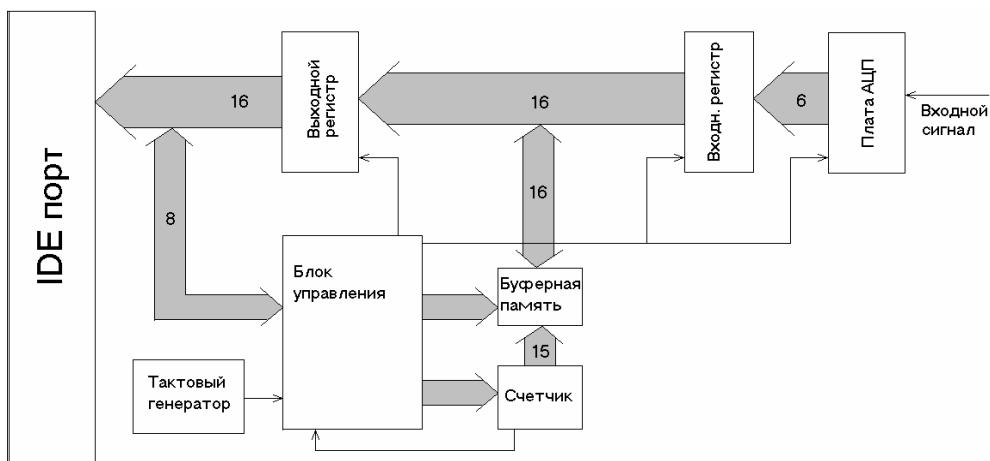 IDE порт
16
Выходной
регистр
16
Входн. регистр
6
Плата АЦП
Входной
сигнал
8
16
Блок
управления
Буферная
память
15
Тактовый
генератор
Счетчик